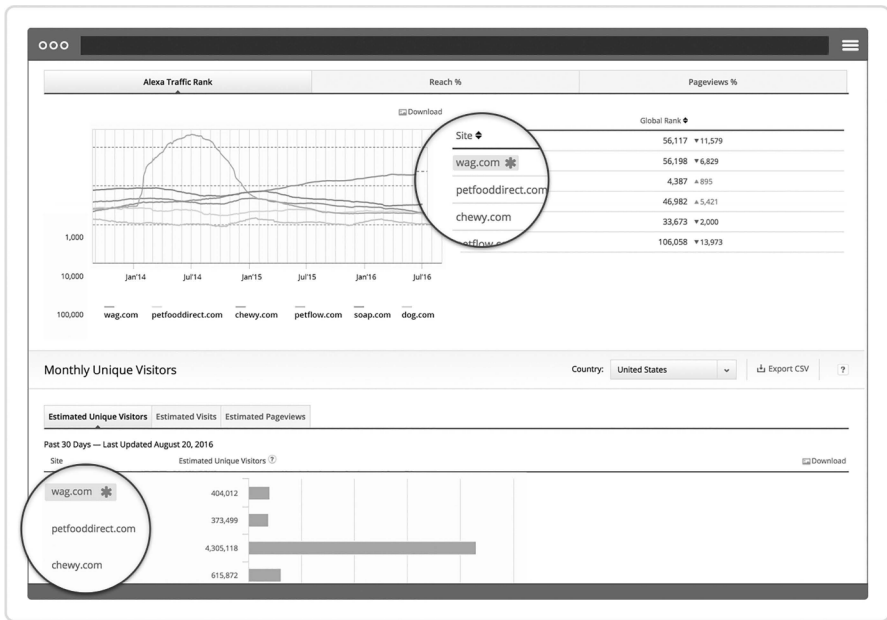 Alexa Traffic Rank Reach % Pageviews %
Download
Site Global Rank
wag.com 56,117 ▼11,579
petfooddirect.com 56,198 ▼6,829
chewy.com 4,387 ▲895
46,982 ▲5,421
33,673 ▼2,000
106,058 ▼13,973
1,000
10,000
100,000
Jan'14 Jul'14 Jan'15 Jul'15 Jan'16 Jul'16
wag.com petfooddirect.com chewy.com petflow.com soap.com dog.com
Monthly Unique Visitors Country: United States Export CSV ?
Estimated Unique Visitors Estimated Visits Estimated Pageviews
Past 30 Days — Last Updated August 20, 2016
Site Estimated Unique Visitors ? Download
wag.com 404,012
petfooddirect.com 373,499
chewy.com 4,305,118
615,872